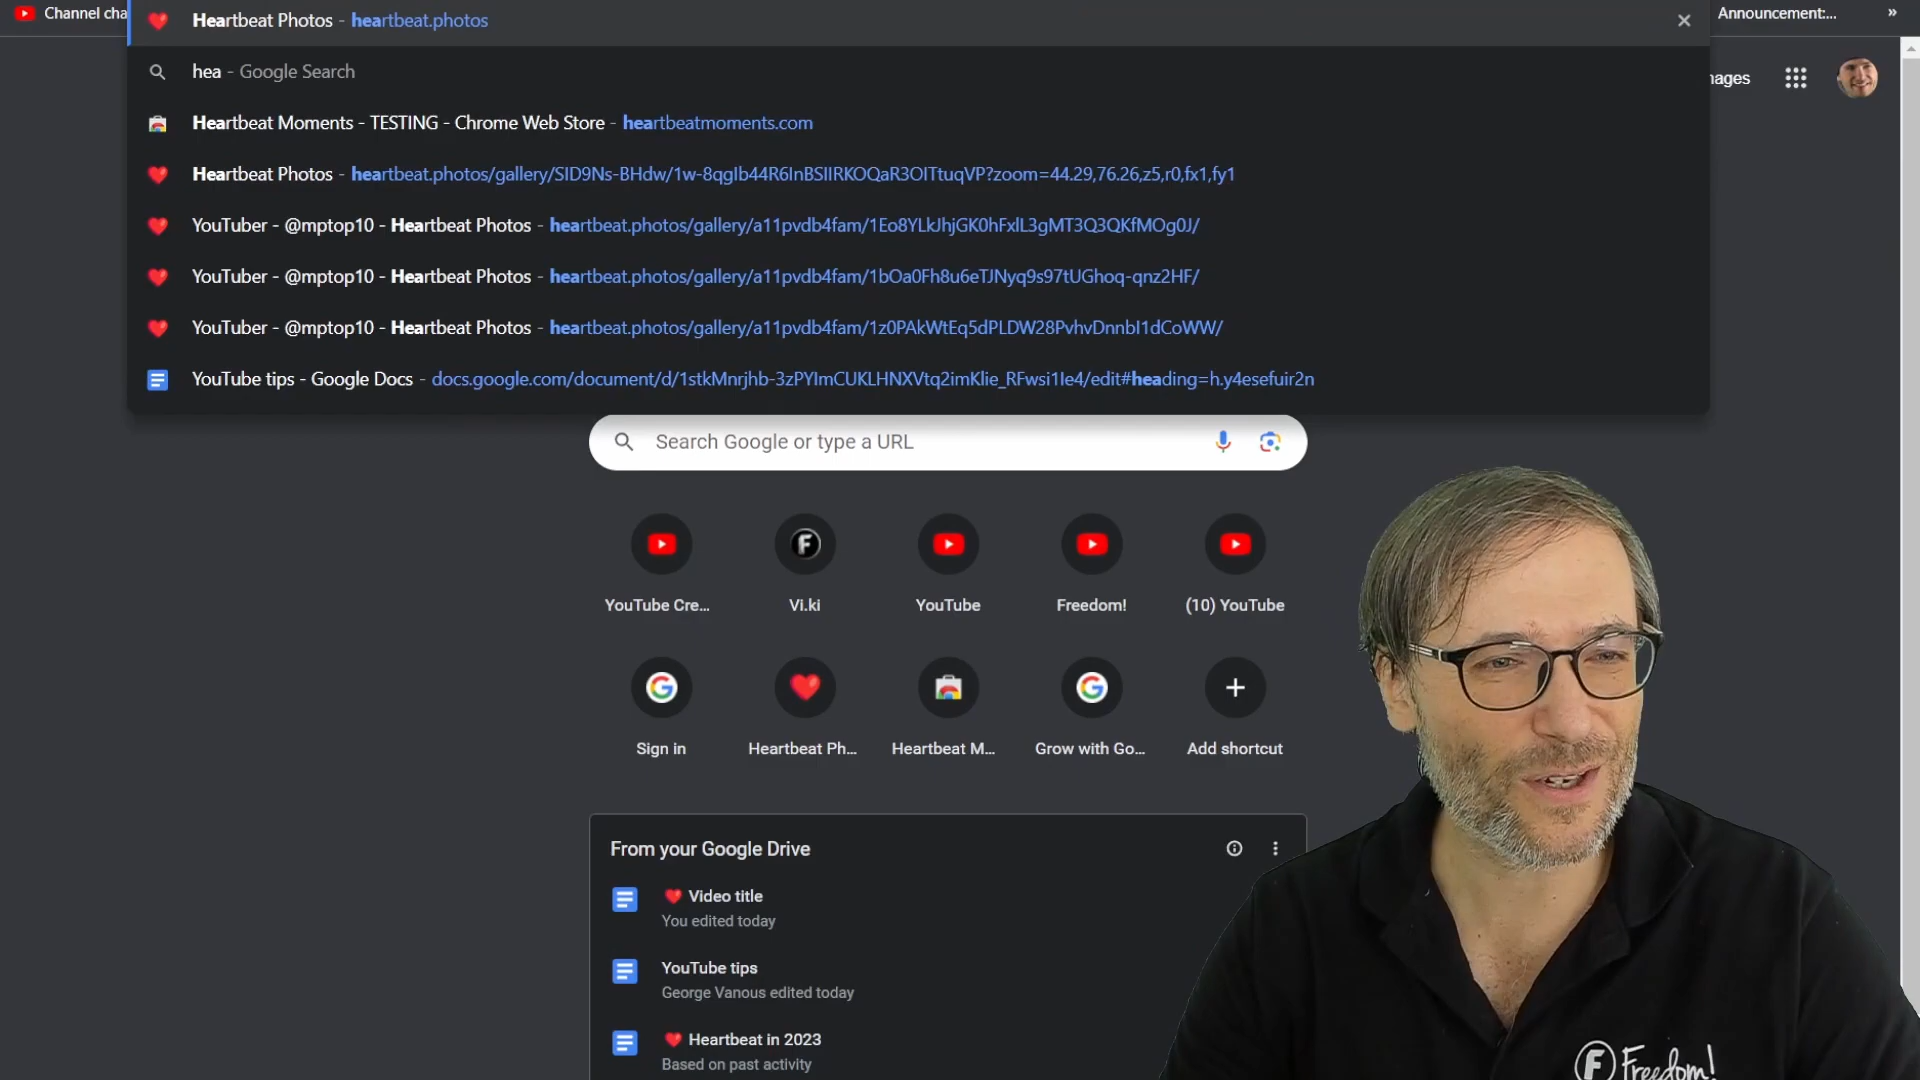 Channel cha
Heartbeat Photos - heartbeat.photos
Announcement:...
»
hea - Google Search
ages
Heartbeat Moments - TESTING - Chrome Web Store - heartbeatmoments.com
Heartbeat Photos - heartbeat.photos/gallery/SID9Ns-BHdw/1w-8qgIb44R6InBSIIRKOQaR3OITtuqVP?zoom=44.29,76.26,z5,r0,fx1,fy1
YouTuber - @mptop10 - Heartbeat Photos - heartbeat.photos/gallery/a11pvdb4fam/1Eo8YLkJhjGK0hFxlL3gMT3Q3QKfMOg0J/
YouTuber - @mptop10 - Heartbeat Photos - heartbeat.photos/gallery/a11pvdb4fam/1bOa0Fh8u6eTJNyq9s97tUGhoq-qnz2HF/
YouTuber - @mptop10 - Heartbeat Photos - heartbeat.photos/gallery/a11pvdb4fam/1z0PAkWtEq5dPLDW28PvhvDnnbI1dCoWW/
YouTube tips - Google Docs - docs.google.com/document/d/1stkMnrjhb-3zPYImCUKLHNXVtq2imKlie_RFwsi1Ie4/edit#heading=h.y4esefuir2n
Search Google or type a URL
YouTube Cre...
Vi.ki
YouTube
Freedom!
(10) YouTube
Sign in
Heartbeat Ph...
Heartbeat M...
Grow with Go...
Add shortcut
From your Google Drive
Video title
You edited today
YouTube tips
George Vanous edited today
Heartbeat in 2023
Based on past activity
F Freedom!